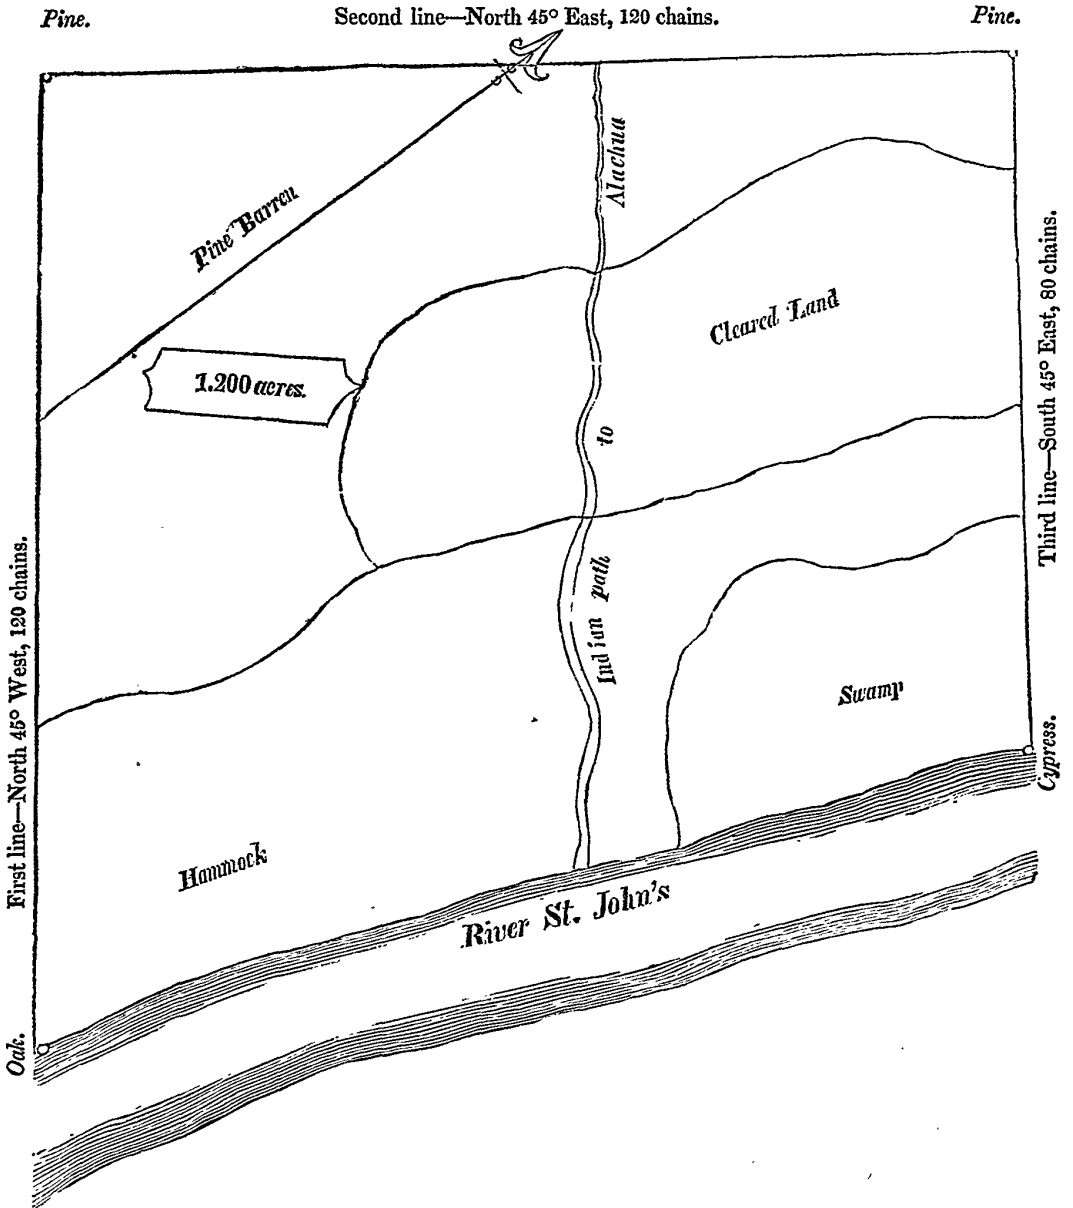 Pine.
Second line—North 45° East, 120 chains.
Pine.
Alachua
Pine Barren
Cleared Land
1.200 acres.
to
Third line—South 45° East, 80 chains.
Indian path
First line—North 45° West, 120 chains.
Swamp
Cypress.
Hammock
River St. John's
Oak.